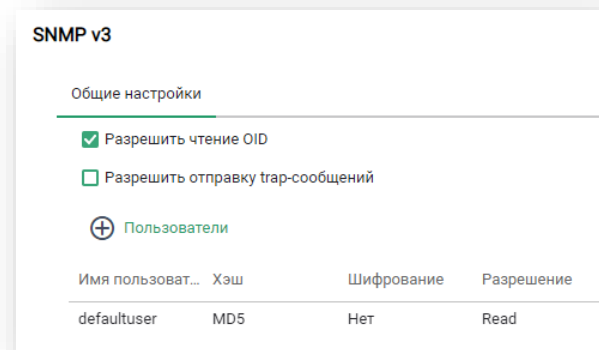 SNMP v3
Общие настройки
Разрешить чтение OID
Разрешить отправку trap-сообщений
Пользователи
Имя пользоват... Хэш Шифрование Разрешение
defaultuser MD5 Нет Read